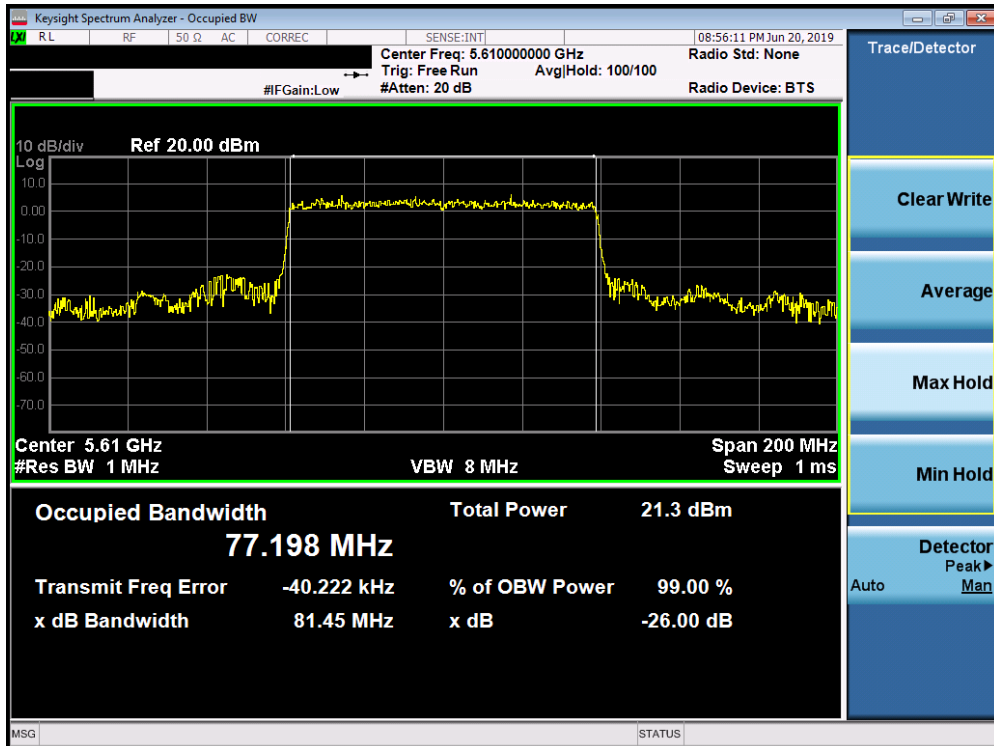 Keysight Spectrum Analyzer - Occupied BW
LXI RL RF 50 Ω AC CORREC SENSE:INT 08:56:11 PM Jun 20, 2019
Center Freq: 5.610000000 GHz Radio Std: None
Trig: Free Run Avg|Hold: 100/100
#IFGain:Low #Atten: 20 dB Radio Device: BTS
Trace/Detector
10 dB/div Ref 20.00 dBm
Log
10.0
0.00
-10.0
-20.0
-30.0
-40.0
-50.0
-60.0
-70.0
Center 5.61 GHz Span 200 MHz
#Res BW 1 MHz VBW 8 MHz Sweep 1 ms
Occupied Bandwidth Total Power 21.3 dBm
77.198 MHz
Transmit Freq Error -40.222 kHz % of OBW Power 99.00 %
x dB Bandwidth 81.45 MHz x dB -26.00 dB
Clear Write
Average
Max Hold
Min Hold
Detector
Peak▶
Auto Man
MSG STATUS